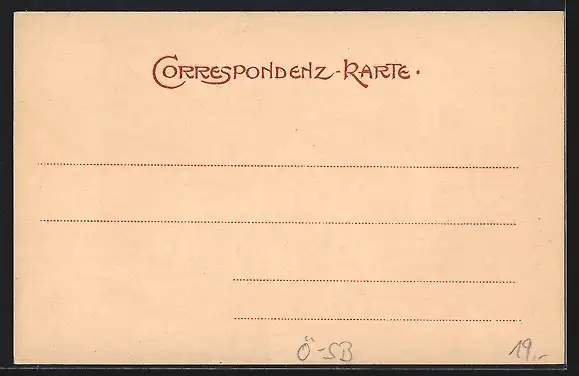 CORRESPONDENZ-KARTE.
Ö-SB
19,-